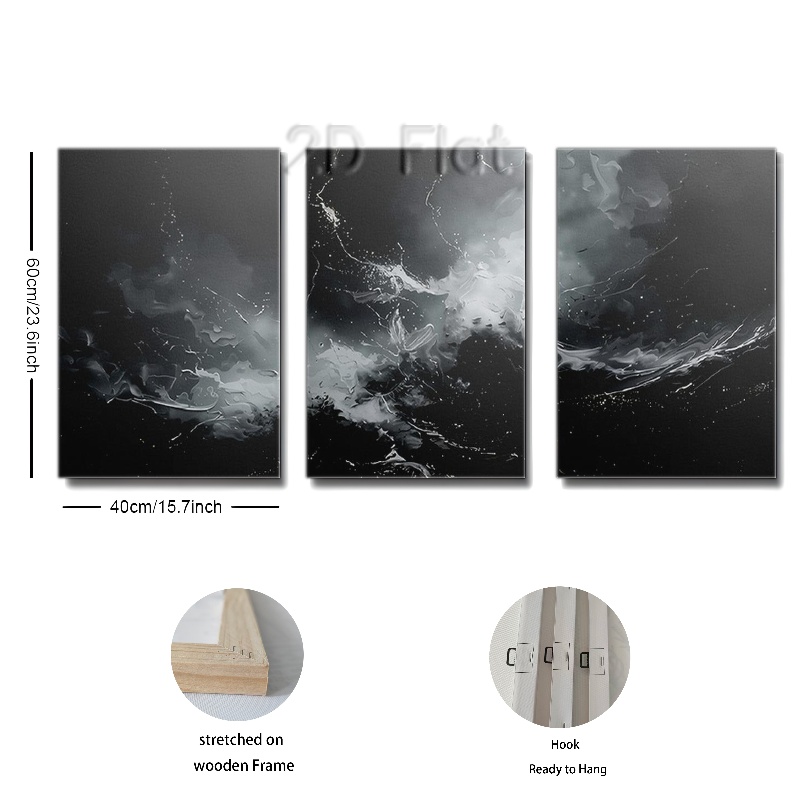 2D Flat
60cm/23.6inch
40cm/15.7inch
stretched on
wooden Frame
Hook
Ready to Hang